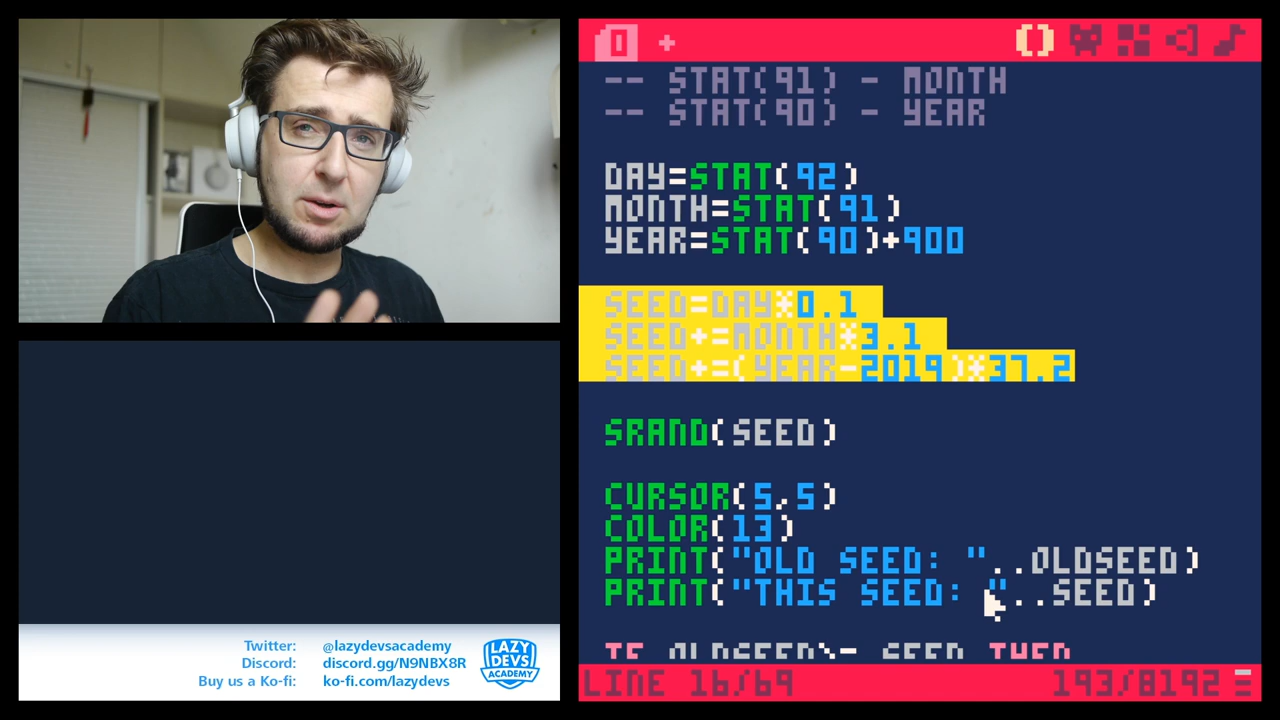 -- STAT(91) - MONTH
-- STAT(90) - YEAR
DAY=STAT(92)
MONTH=STAT(91)
YEAR=STAT(90)+900
SEED=DAY*0.1
SEED+=MONTH*3.1
SEED+=(YEAR-2019)*37.2
SRAND(SEED)
CURSOR(5,5)
COLOR(13)
PRINT("OLD SEED: "..OLDSEED)
PRINT("THIS SEED: "..SEED)
LINE 16/69 193/8192
Twitter: @lazydevsacademy
Discord: discord.gg/N9NBX8R
Buy us a Ko-fi: ko-fi.com/lazydevs
LAZY
DEVS
ACADEMY